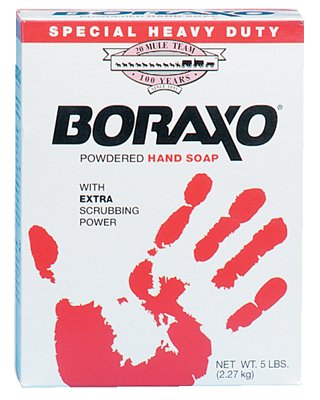 SPECIAL HEAVY DUTY
20 MULE TEAM
100 YEARS
BORAXO®
POWDERED HAND SOAP
WITH
EXTRA
SCRUBBING
POWER
NET WT. 5 LBS.
(2.27 kg)